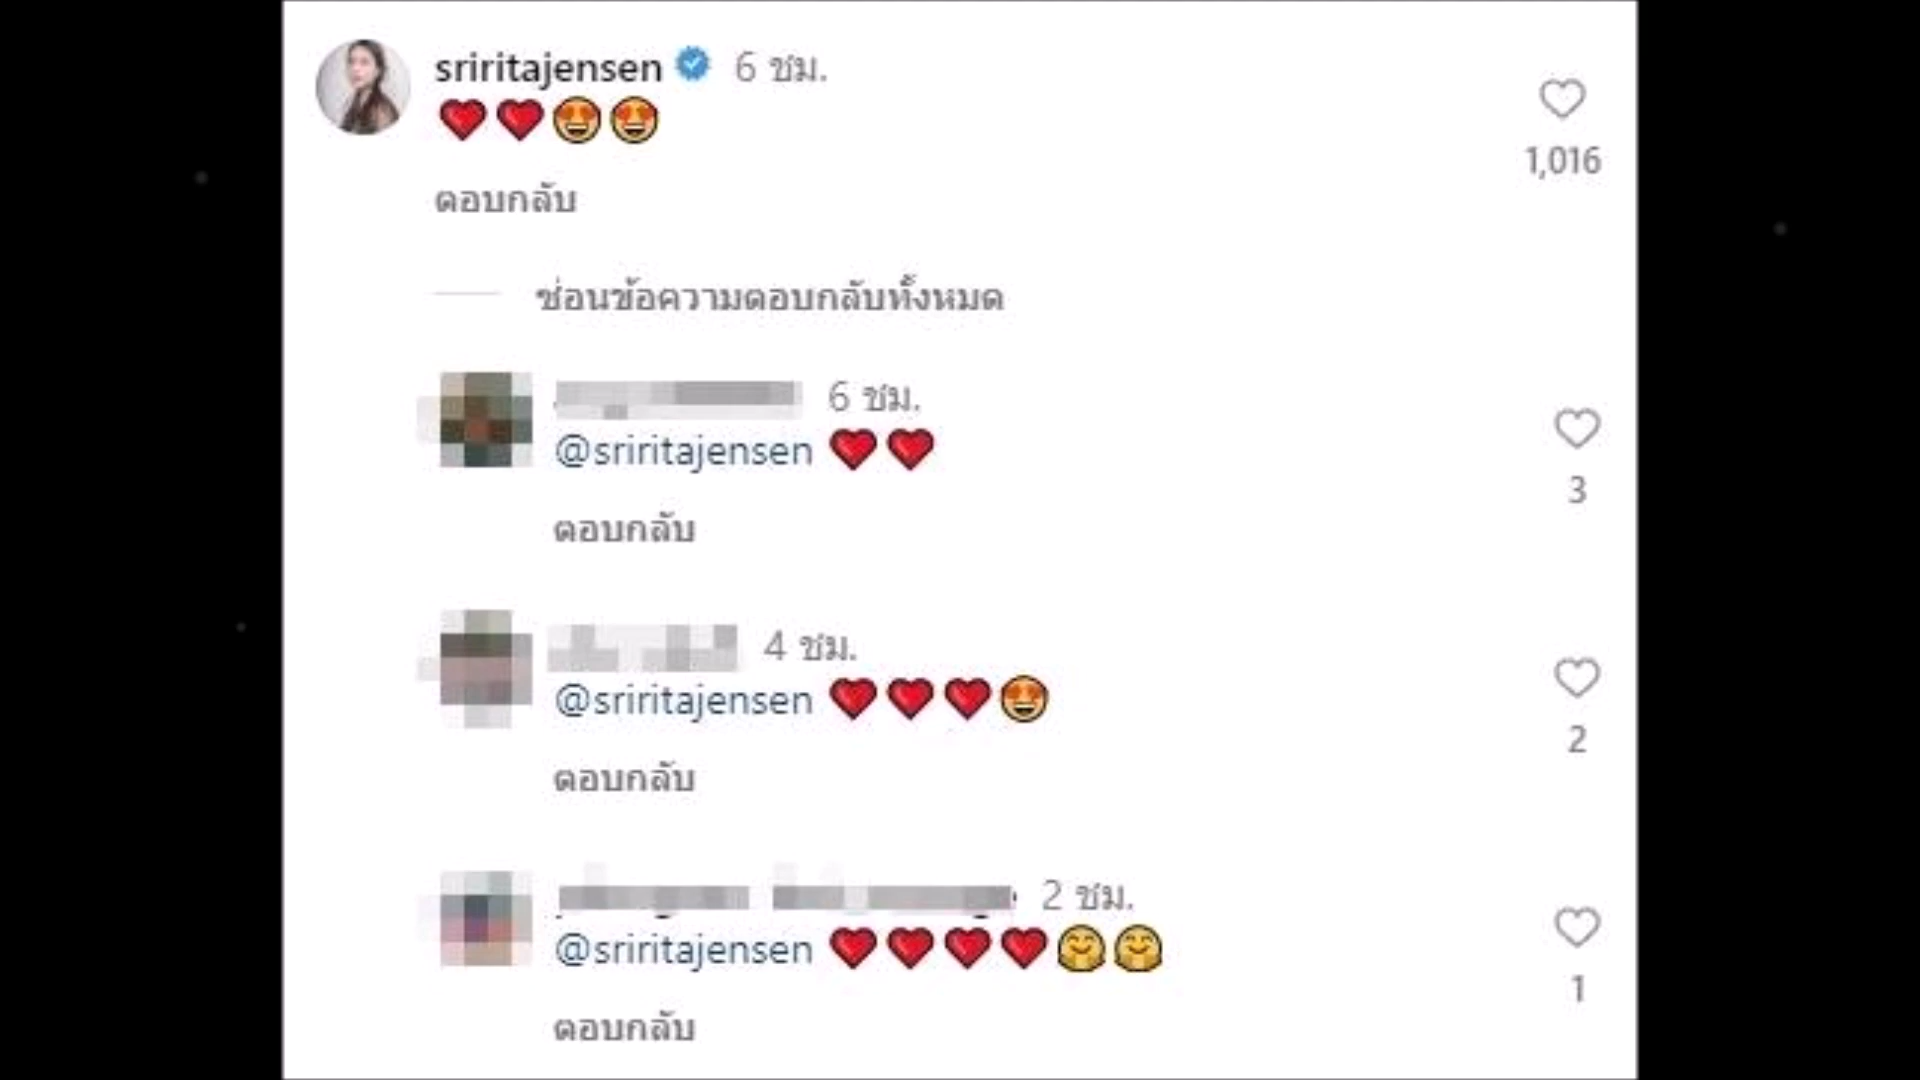 sriritajensen 6 ชม.
❤️❤️😍😍
1,016
ตอบกลับ
ซ่อนข้อความตอบกลับทั้งหมด
6 ชม.
@sriritajensen ❤️❤️
3
ตอบกลับ
4 ชม.
@sriritajensen ❤️❤️❤️😍
2
ตอบกลับ
2 ชม.
@sriritajensen ❤️❤️❤️❤️🤗🤗
1
ตอบกลับ